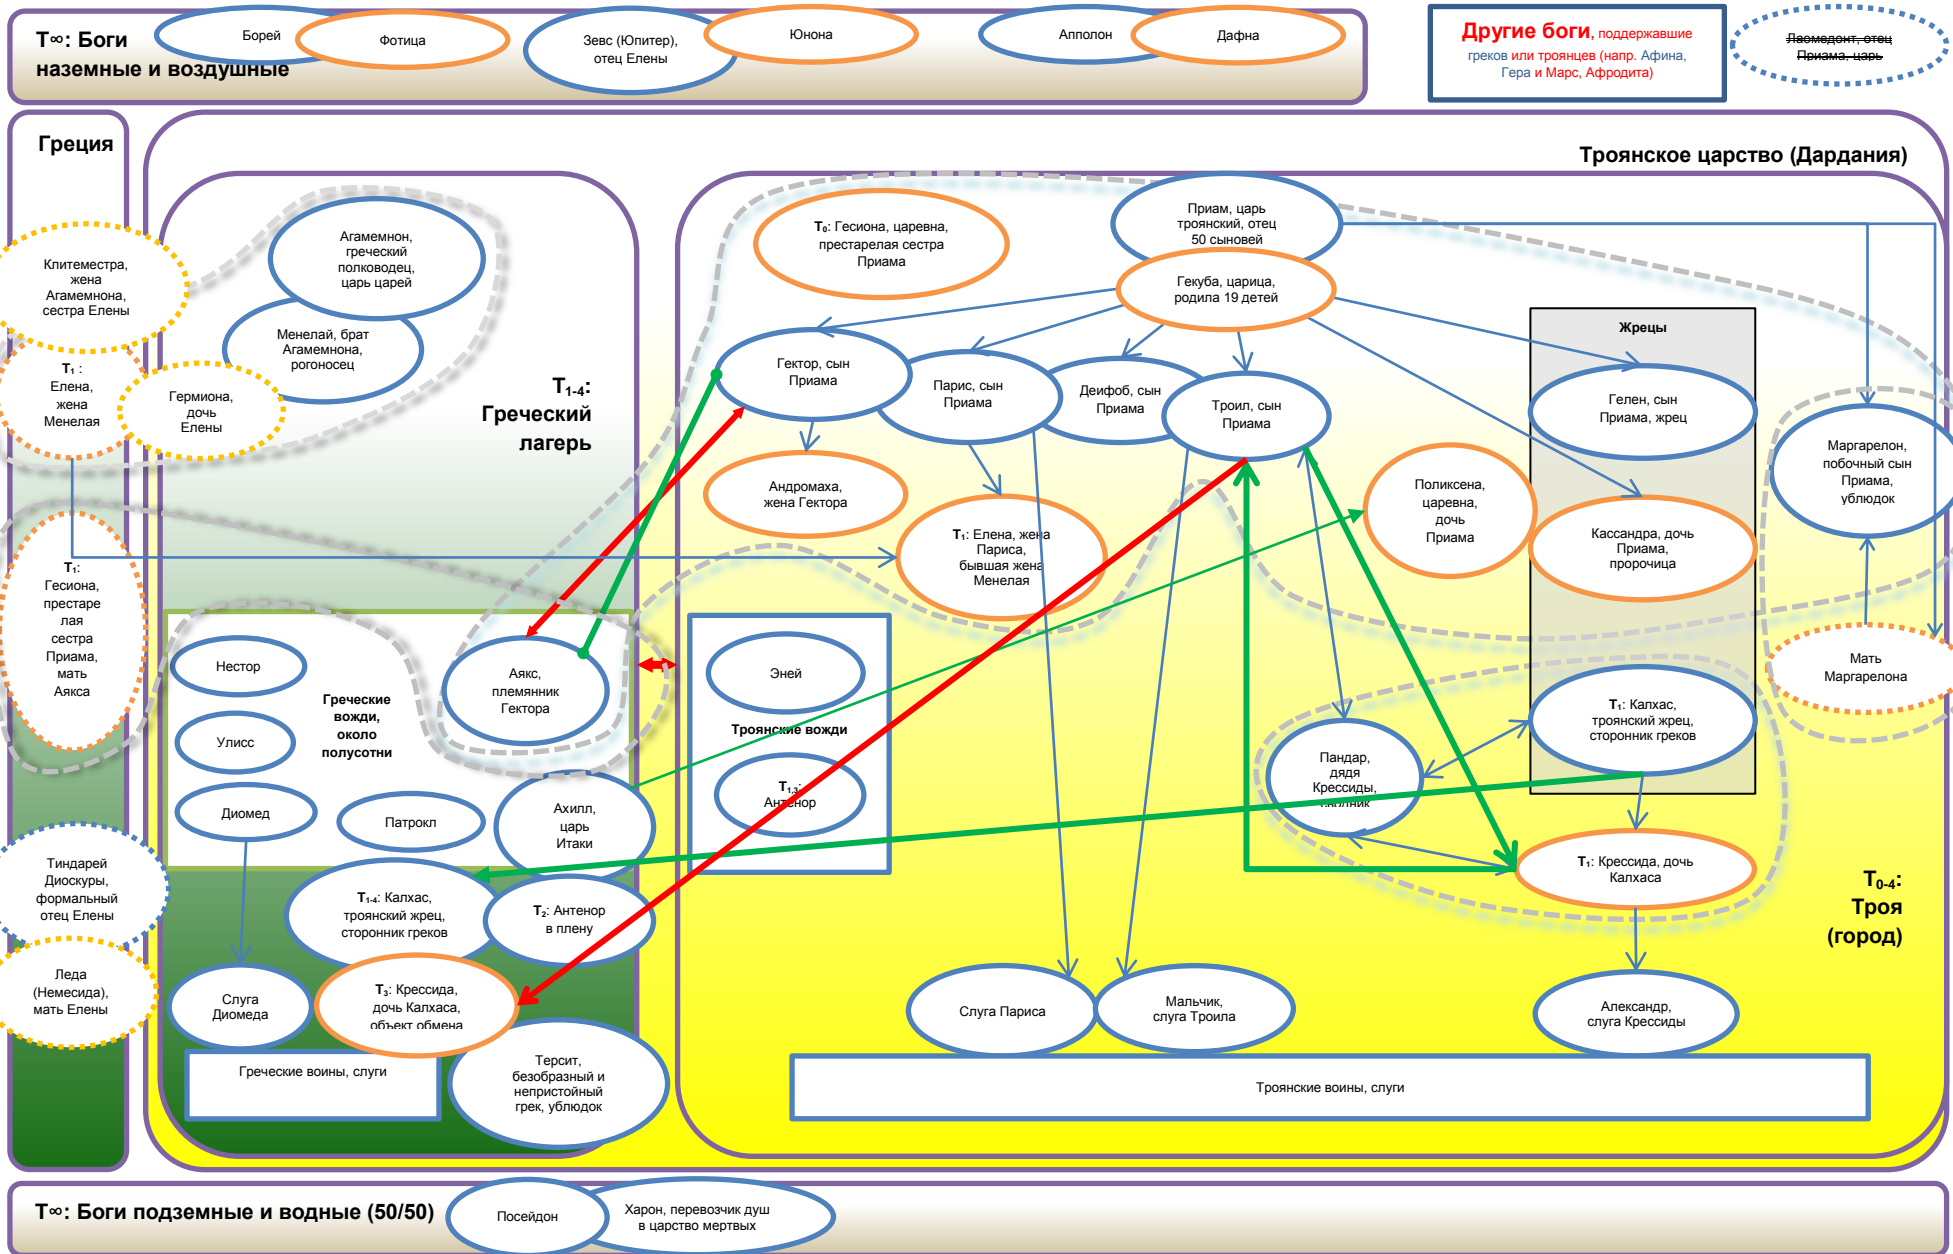 T∞: Боги
наземные и воздушные
Борей
Фотица
Зевс (Юпитер),
отец Елены
Юнона
Апполон
Дафна
Другие боги, поддержавшие
греков или троянцев (напр. Афина,
Гера и Марс, Афродита)
Лаомедонт, отец
Приама, царь
Греция
Троянское царство (Дардания)
Клитеместра,
жена
Агамемнона,
сестра Елены
T1 :
Елена,
жена
Менелая
Гермиона,
дочь
Елены
Агамемнон,
греческий
полководец,
царь царей
Менелай, брат
Агамемнона,
рогоносец
T1-4:
Греческий
лагерь
T0: Гесиона, царевна,
престарелая сестра
Приама
Приам, царь
троянский, отец
50 сыновей
Гекуба, царица,
родила 19 детей
Гектор, сын
Приама
Парис, сын
Приама
Деифоб, сын
Приама
Троил, сын
Приама
Жрецы
Гелен, сын
Приама, жрец
Маргарелон,
побочный сын
Приама,
ублюдок
Андромаха,
жена Гектора
T1: Елена, жена
Париса,
бывшая жена
Менелая
Поликсена,
царевна,
дочь
Приама
Кассандра, дочь
Приама,
пророчица
T1:
Гесиона,
престаре
лая
сестра
Приама,
мать
Аякса
Нестор
Улисс
Диомед
Греческие
вожди,
около
полусотни
Аякс,
племянник
Гектора
Патрокл
Ахилл,
царь
Итаки
Эней
Троянские вожди
T1,3:
Антенор
Мать
Маргарелона
T1: Калхас,
троянский жрец,
сторонник греков
Пандар,
дядя
Крессиды,
сводник
T1: Крессида, дочь
Калхаса
T0-4:
Троя
(город)
Тиндарей
Диоскуры,
формальный
отец Елены
Леда
(Немесида),
мать Елены
T1-4: Калхас,
троянский жрец,
сторонник греков
T2: Антенор
в плену
Слуга
Диомеда
T3: Крессида,
дочь Калхаса,
объект обмена
Терсит,
безобразный и
непристойный
грек, ублюдок
Греческие воины, слуги
Слуга Париса
Мальчик,
слуга Троила
Александр,
слуга Крессиды
Троянские воины, слуги
T∞: Боги подземные и водные (50/50)
Посейдон
Харон, перевозчик душ
в царство мертвых